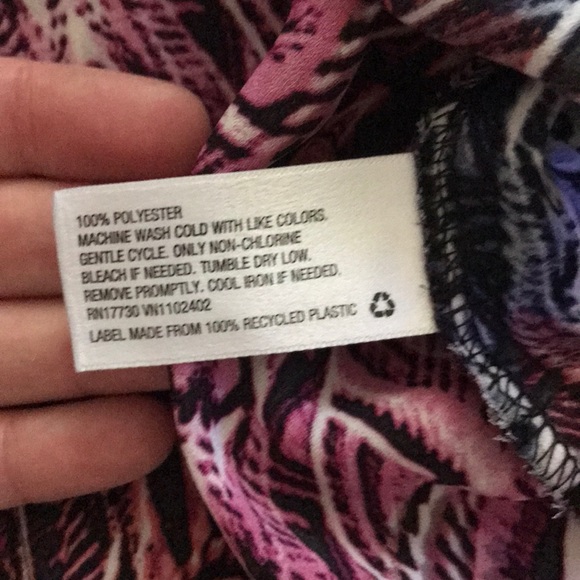 100% POLYESTER
MACHINE WASH COLD WITH LIKE COLORS.
GENTLE CYCLE. ONLY NON-CHLORINE
BLEACH IF NEEDED. TUMBLE DRY LOW.
REMOVE PROMPTLY. COOL IRON IF NEEDED.
RN17730 VN1102402
LABEL MADE FROM 100% RECYCLED PLASTIC